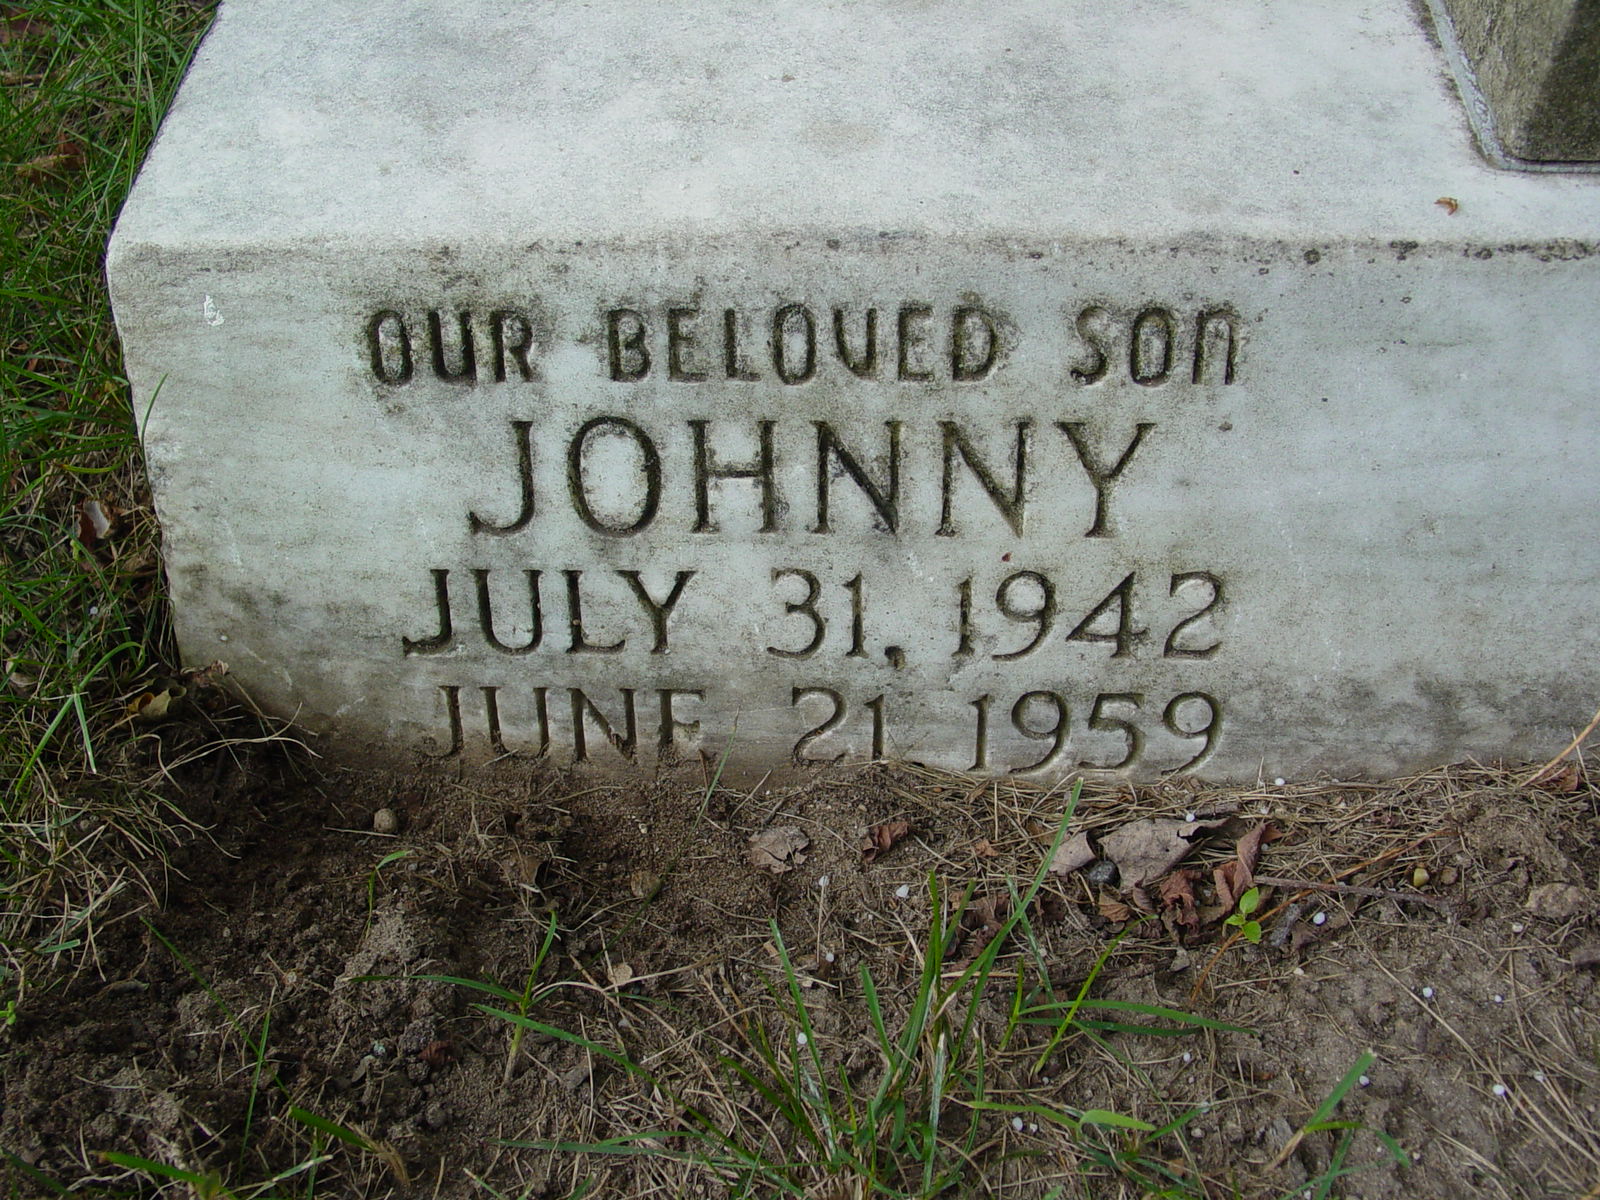 OUR BELOVED SON
JOHNNY
JULY 31, 1942
JUNE 21 1959